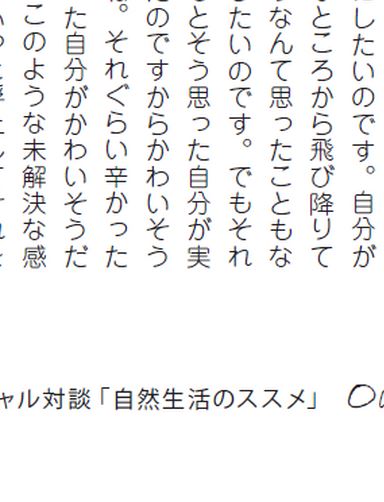 したいのです。自分が
ところから飛び降りて
なんて思ったこともな
したいのです。でもそれ
とそう思った自分が実
のですからかわいそう
。それぐらい辛かった
た自分がかわいそうだ
このような未解決な感
ャル対談「自然生活のススメ」